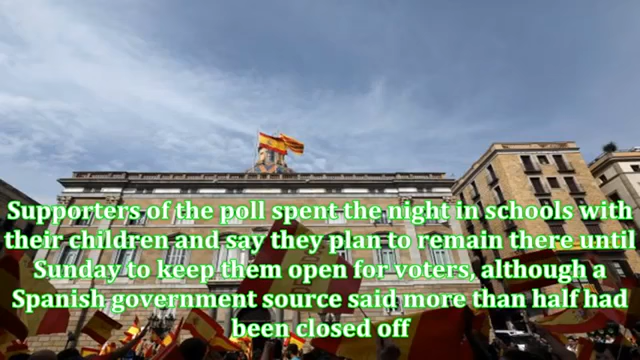 Supporters of the poll spent the night in schools with
their children and say they plan to remain there until
Sunday to keep them open for voters, although a
Spanish government source said more than half had
been closed off